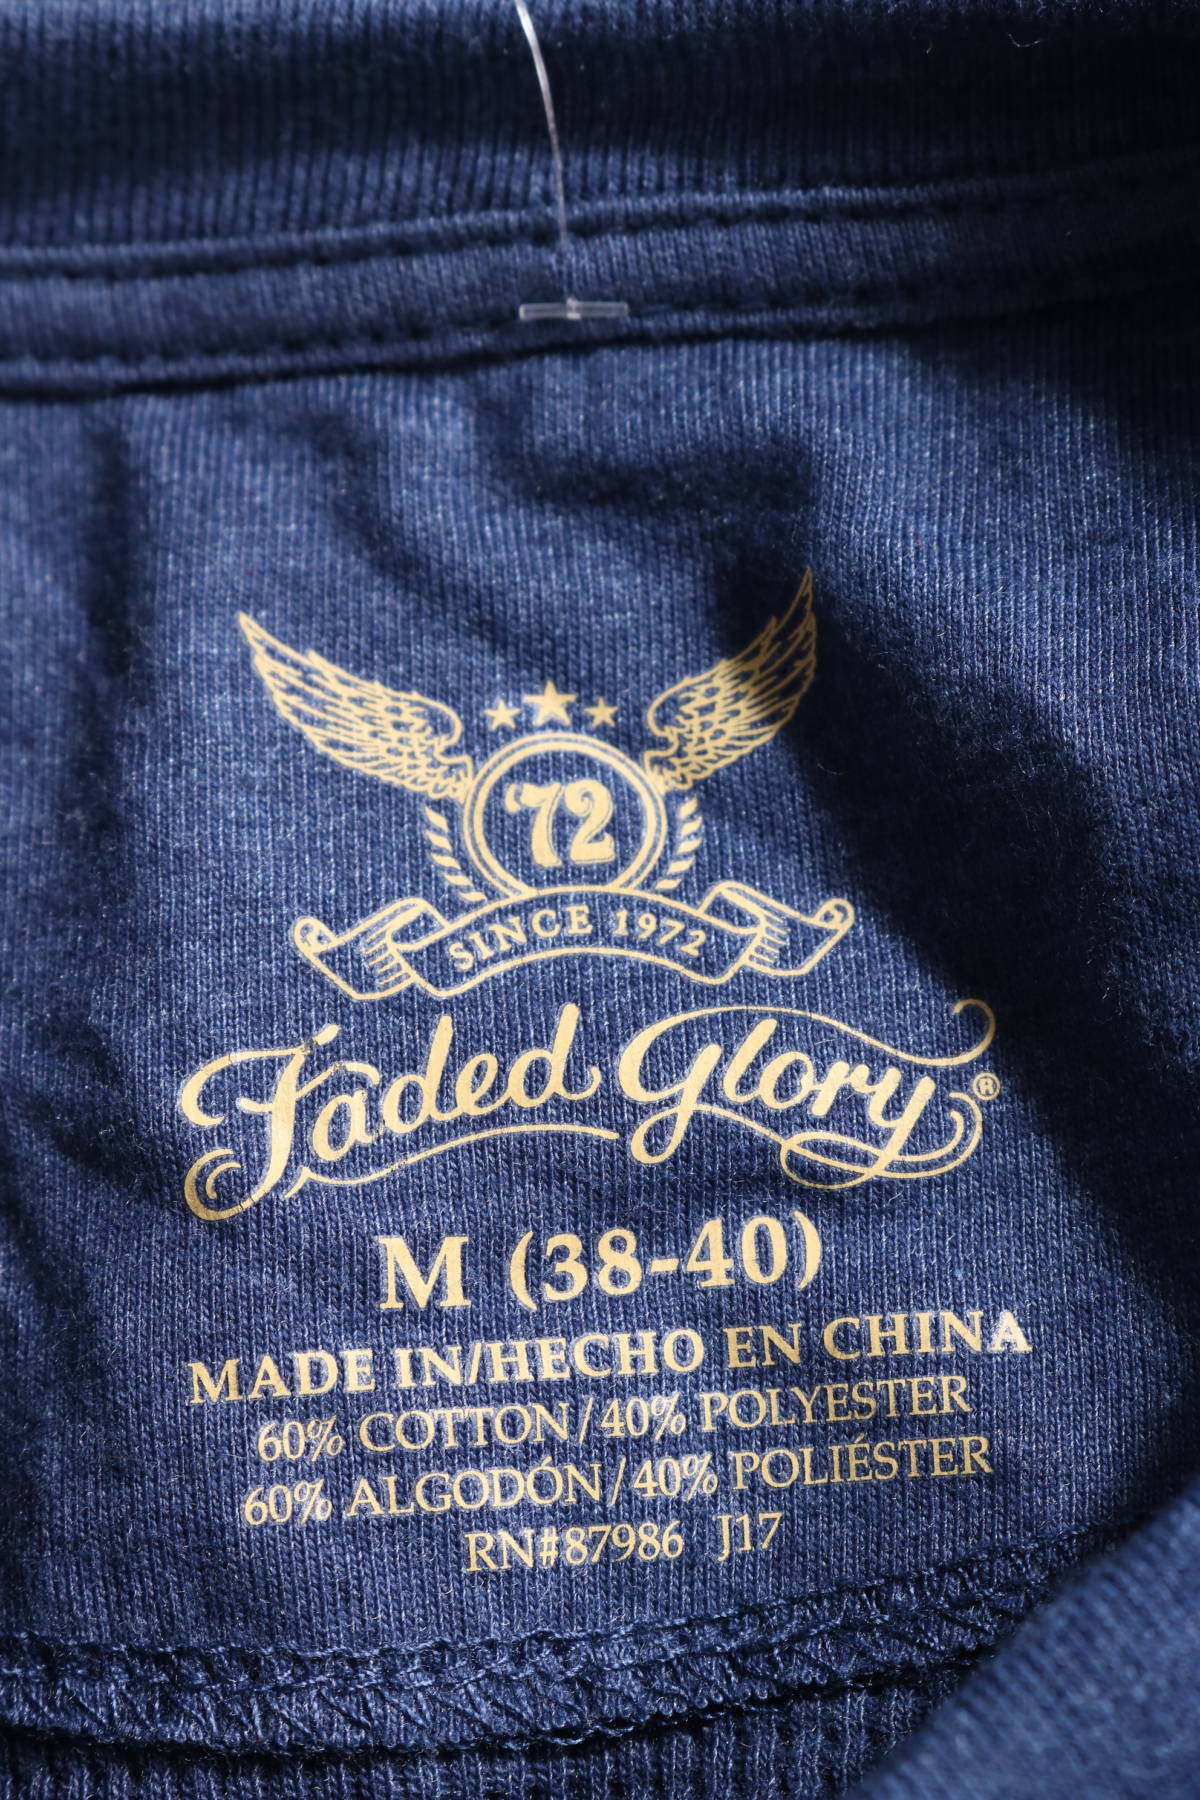 '72
SINCE 1972
Faded Glory®
M (38-40)
MADE IN/HECHO EN CHINA
60% COTTON/40% POLYESTER
60% ALGODÓN/40% POLIÉSTER
RN#87986 J17